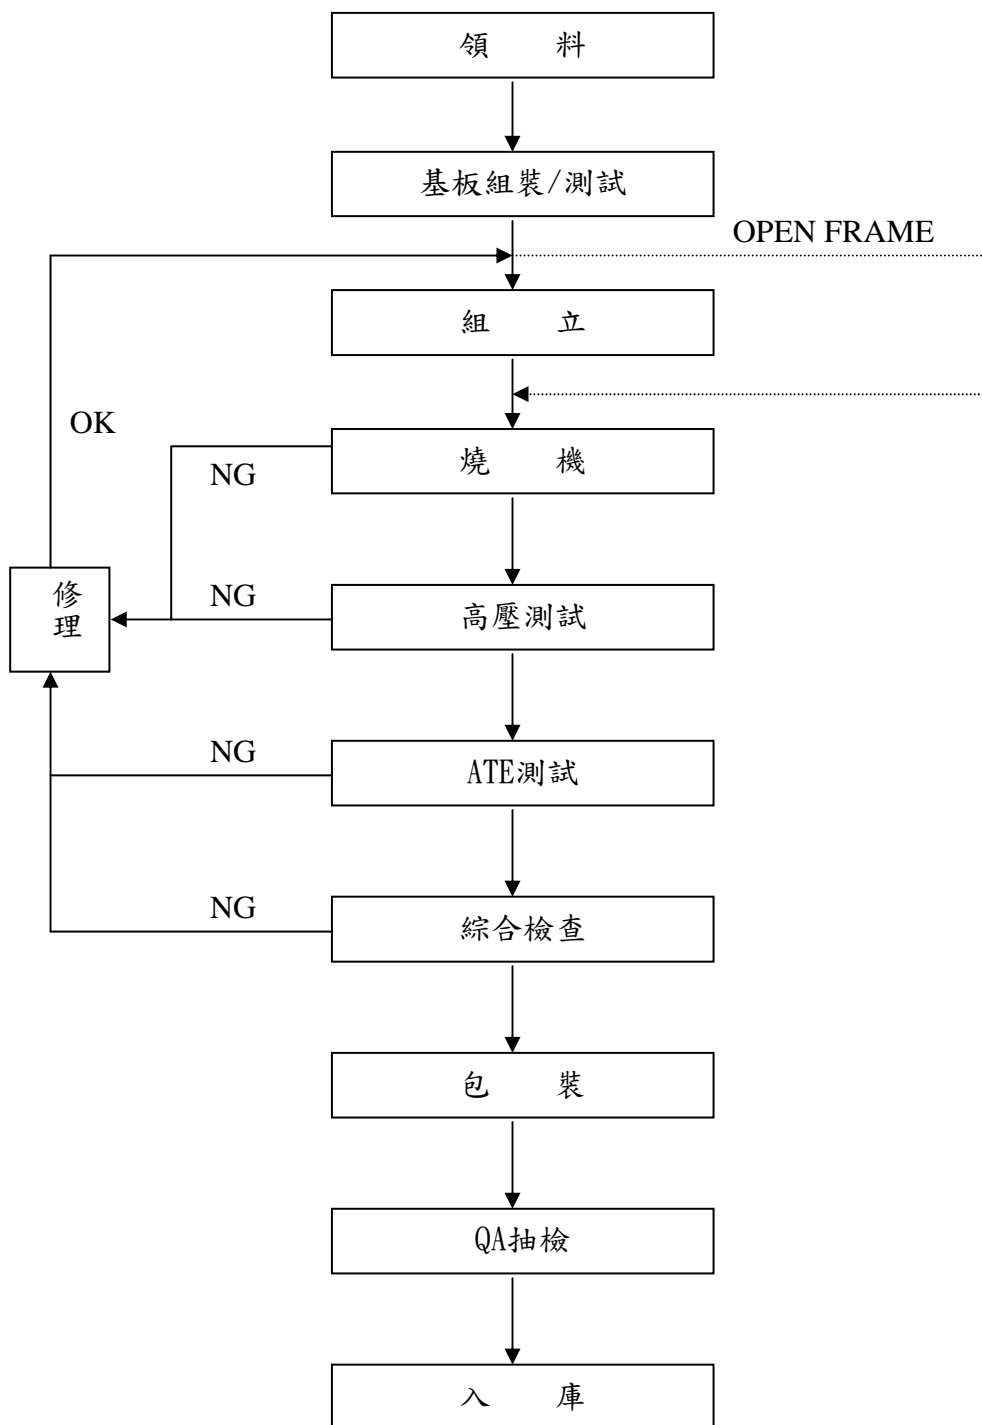 領 料
基板組裝/測試
OPEN FRAME
組 立
OK
燒 機
NG
修
理
NG
高壓測試
NG
ATE測試
NG
綜合檢查
包 裝
QA抽檢
入 庫